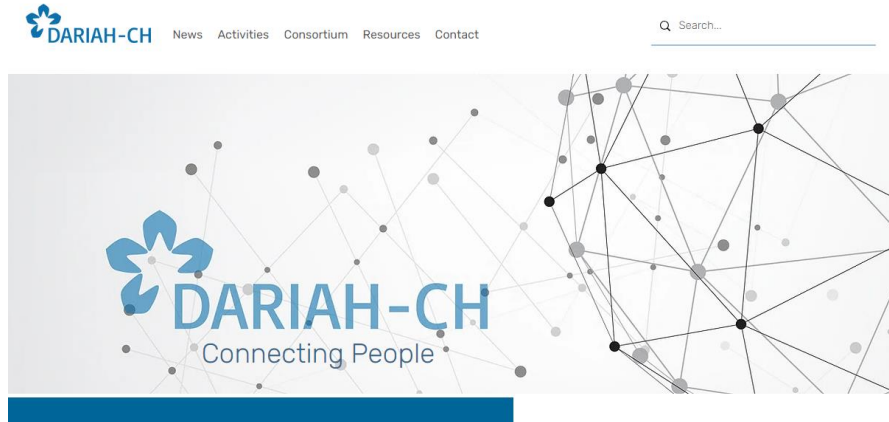 DARIAH-CH
News Activities Consortium Resources Contact
Search...
DARIAH-CH
Connecting People